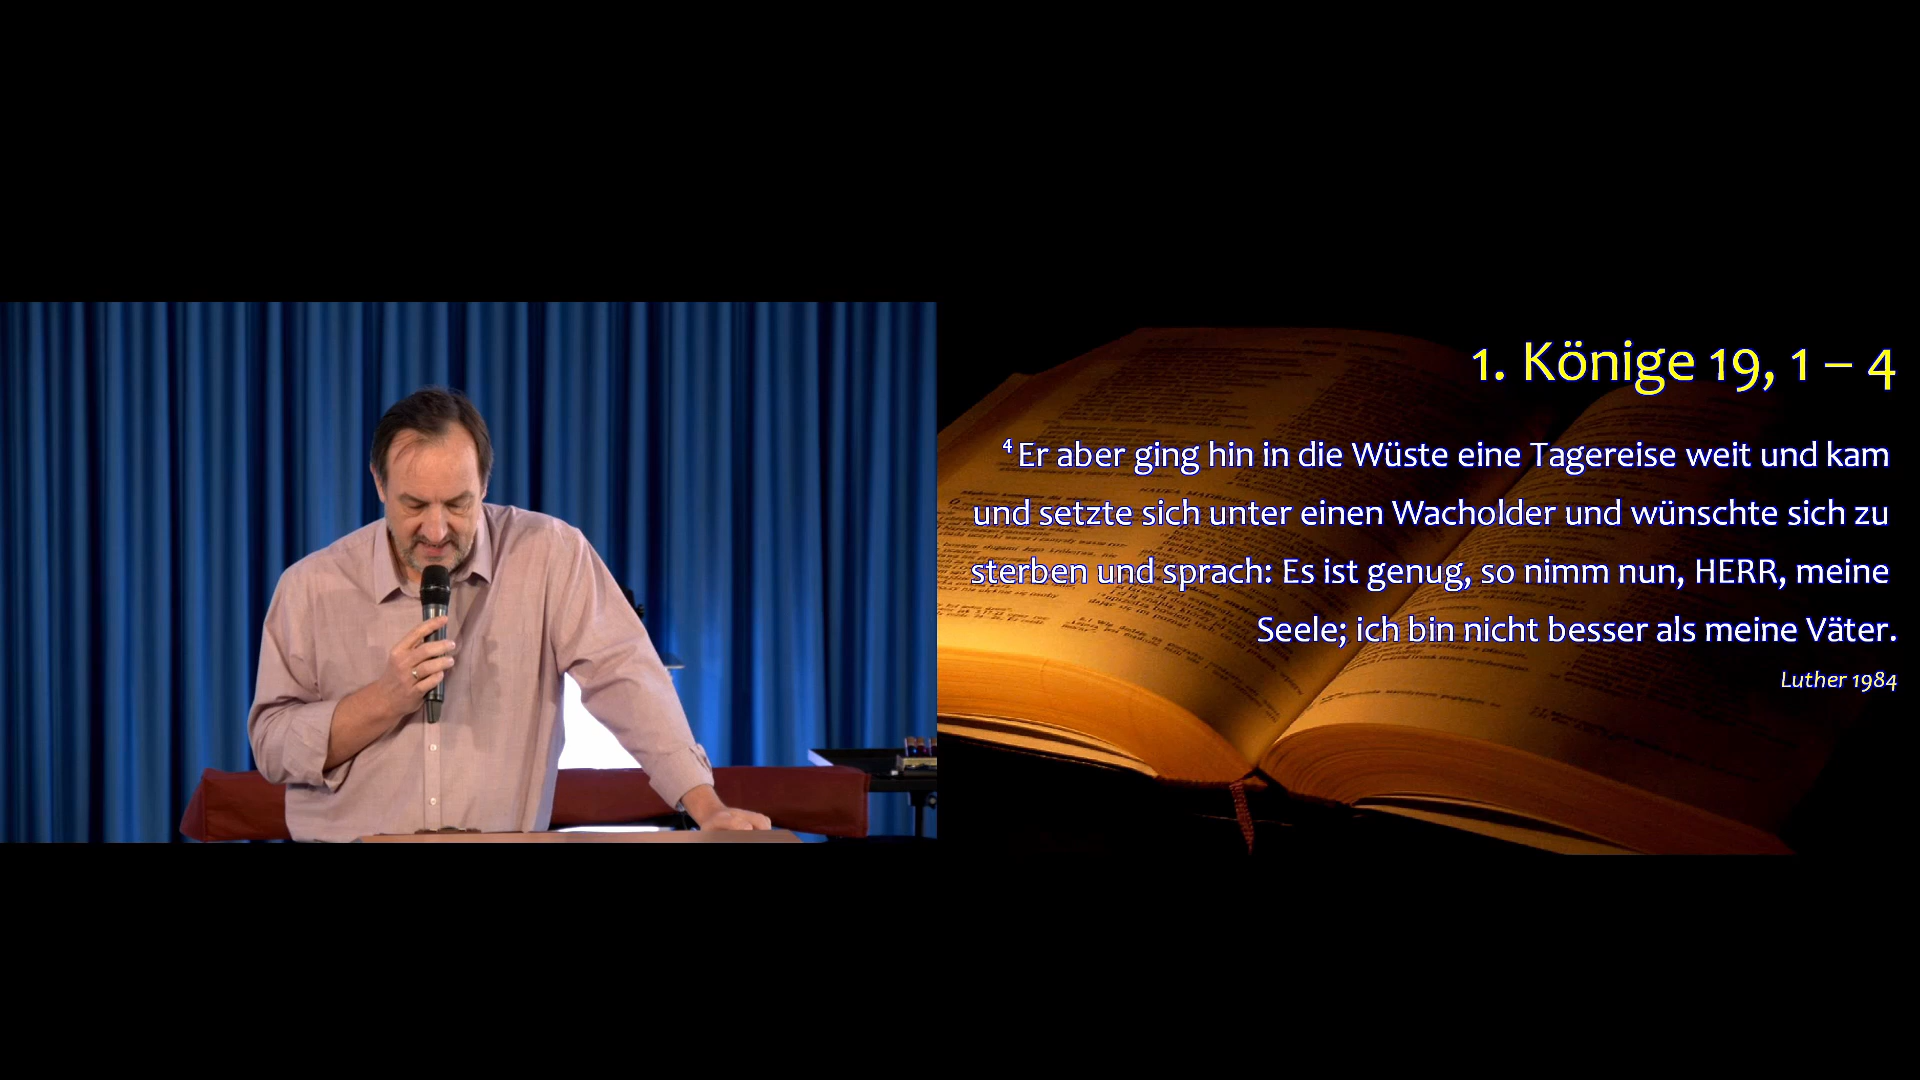 1. Könige 19, 1 – 4
⁴ Er aber ging hin in die Wüste eine Tagereise weit und kam
und setzte sich unter einen Wacholder und wünschte sich zu
sterben und sprach: Es ist genug, so nimm nun, HERR, meine
Seele; ich bin nicht besser als meine Väter.
Luther 1984